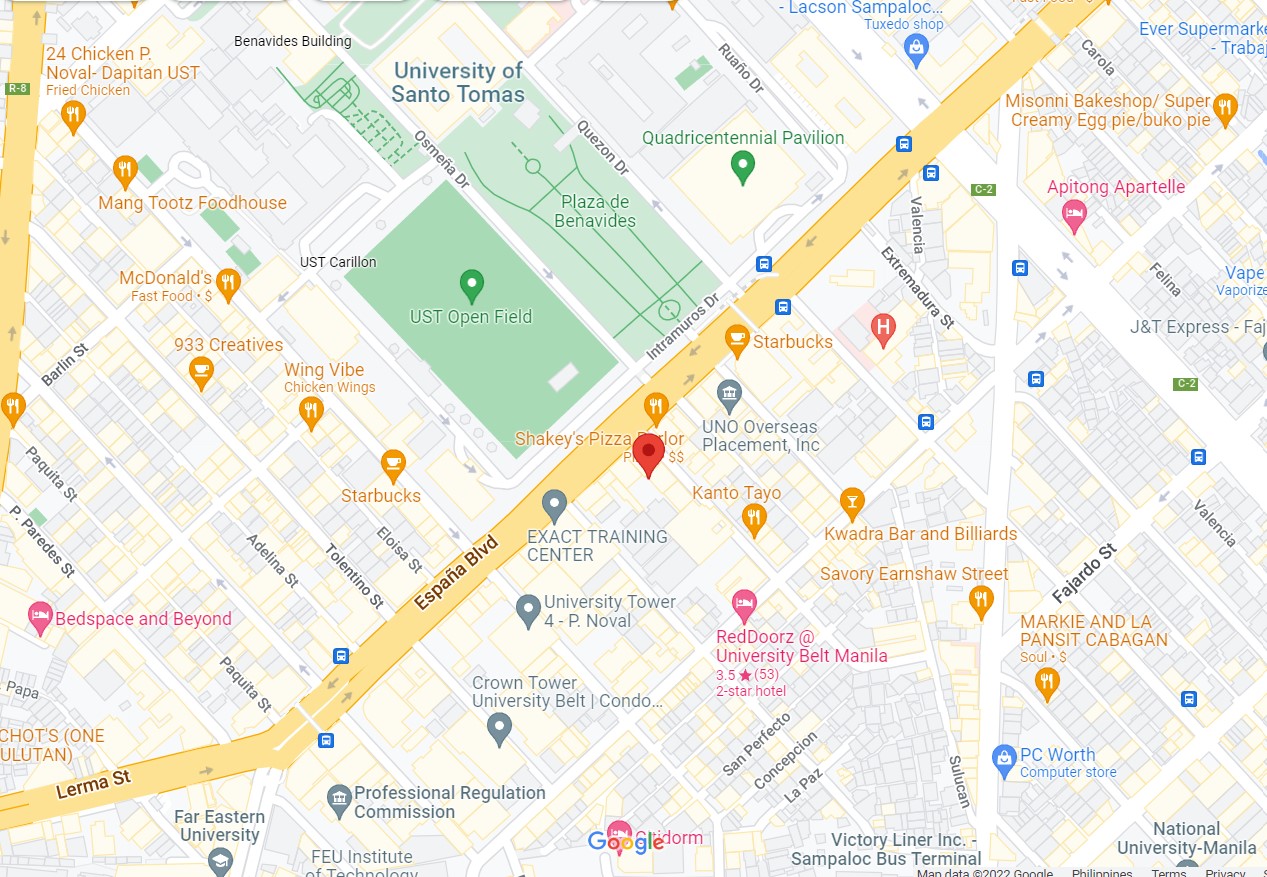 - Lacson Sampaloc...
Tuxedo shop
Fast Food · $
Ever Supermarke
- Trabaj
Benavides Building
24 Chicken P.
Noval- Dapitan UST
Fried Chicken
R-8
University of
Santo Tomas
Ruaño Dr
Carola
Misonni Bakeshop/ Super
Creamy Egg pie/buko pie
Osmeña Dr
Quezon Dr
Quadricentennial Pavilion
C-2
Apitong Apartelle
Mang Tootz Foodhouse
Plaza de
Benavides
Valencia
Extremadura St
UST Carillon
McDonald's
Fast Food • $
UST Open Field
Intramuros Dr
Felina
Vape
Vaporize
H
J&T Express - Faj
933 Creatives
Wing Vibe
Chicken Wings
Barlin St
Starbucks
C-2
UNO Overseas
Placement, Inc
Shakey's Pizza Parlor
$$
Paquita St
Starbucks
Kanto Tayo
P. Paredes St
Adelina St
Tolentino St
Eloisa St
EXACT TRAINING
CENTER
Kwadra Bar and Billiards
Valencia
España Blvd
Savory Earnshaw Street
Fajardo St
Bedspace and Beyond
University Tower
4 - P. Noval
RedDoorz @
University Belt Manila
3.5 ★ (53)
2-star hotel
MARKIE AND LA
PANSIT CABAGAN
Soul • $
Papa
Paquita St
Crown Tower
University Belt | Condo...
CHOT'S (ONE
ULUTAN)
San Perfecto
Concepcion
La Paz
Sulucan
PC Worth
Computer store
Lerma St
Professional Regulation
Commission
Far Eastern
University
FEU Institute
of Technology
Google
Victory Liner Inc. -
Sampaloc Bus Terminal
National
University-Manila
Map data ©2022 Google Philippines Terms Privacy